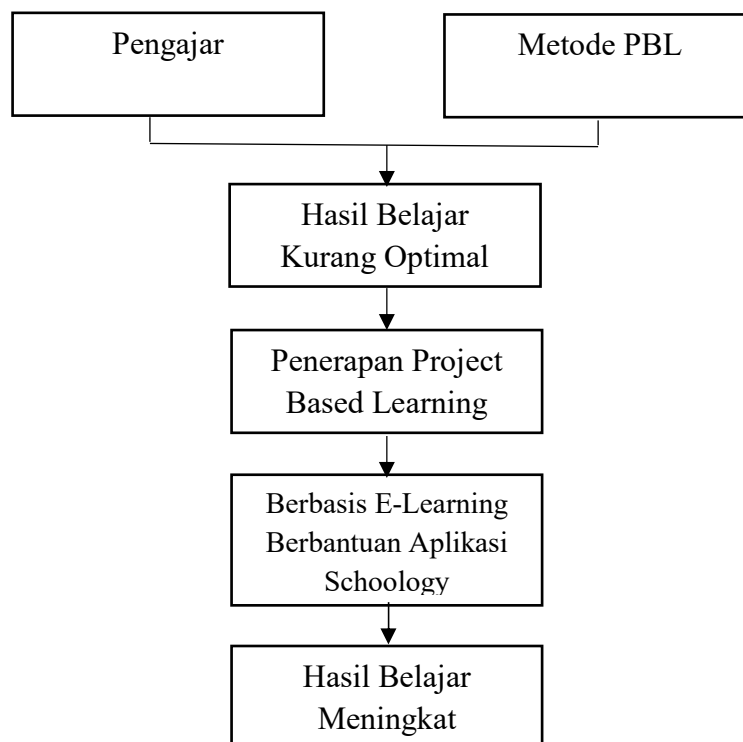 Pengajar
Metode PBL
Hasil Belajar
Kurang Optimal
Penerapan Project
Based Learning
Berbasis E-Learning
Berbantuan Aplikasi
Schoology
Hasil Belajar
Meningkat